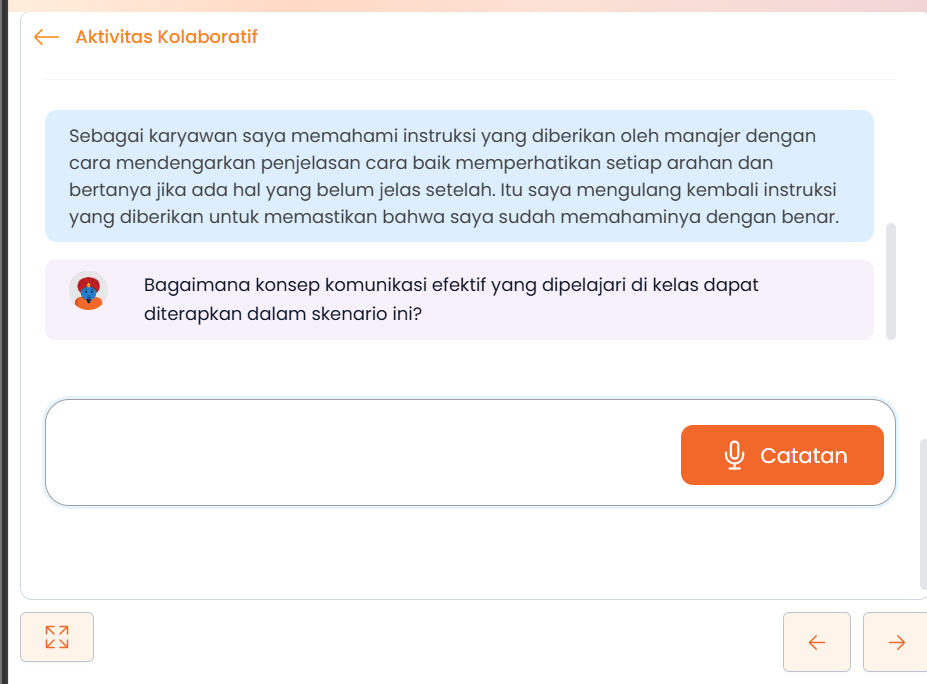 Aktivitas Kolaboratif
Sebagai karyawan saya memahami instruksi yang diberikan oleh manajer dengan
cara mendengarkan penjelasan cara baik memperhatikan setiap arahan dan
bertanya jika ada hal yang belum jelas setelah. Itu saya mengulang kembali instruksi
yang diberikan untuk memastikan bahwa saya sudah memahaminya dengan benar.
Bagaimana konsep komunikasi efektif yang dipelajari di kelas dapat
diterapkan dalam skenario ini?
Catatan